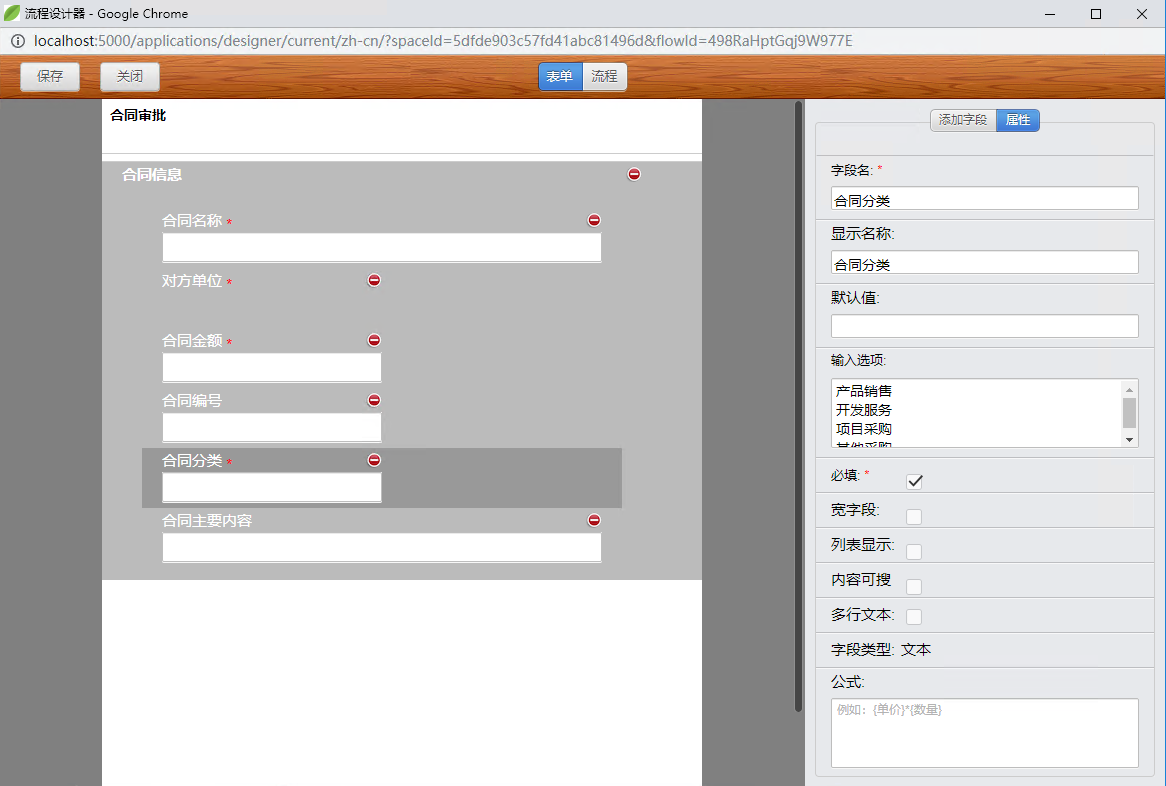 流程设计器 - Google Chrome
localhost:5000/applications/designer/current/zh-cn/?spaceId=5dfde903c57fd41abc81496d&flowId=498RaHptGqj9W977E
保存 关闭 表单 流程
合同审批
合同信息
合同名称 *
对方单位 *
合同金额 *
合同编号
合同分类 *
合同主要内容
添加字段 属性
字段名: *
合同分类
显示名称:
合同分类
默认值:
输入选项:
产品销售
开发服务
项目采购
其他采购
必填: *
宽字段:
列表显示:
内容可搜
多行文本:
字段类型: 文本
公式:
例如：{单价}*{数量}